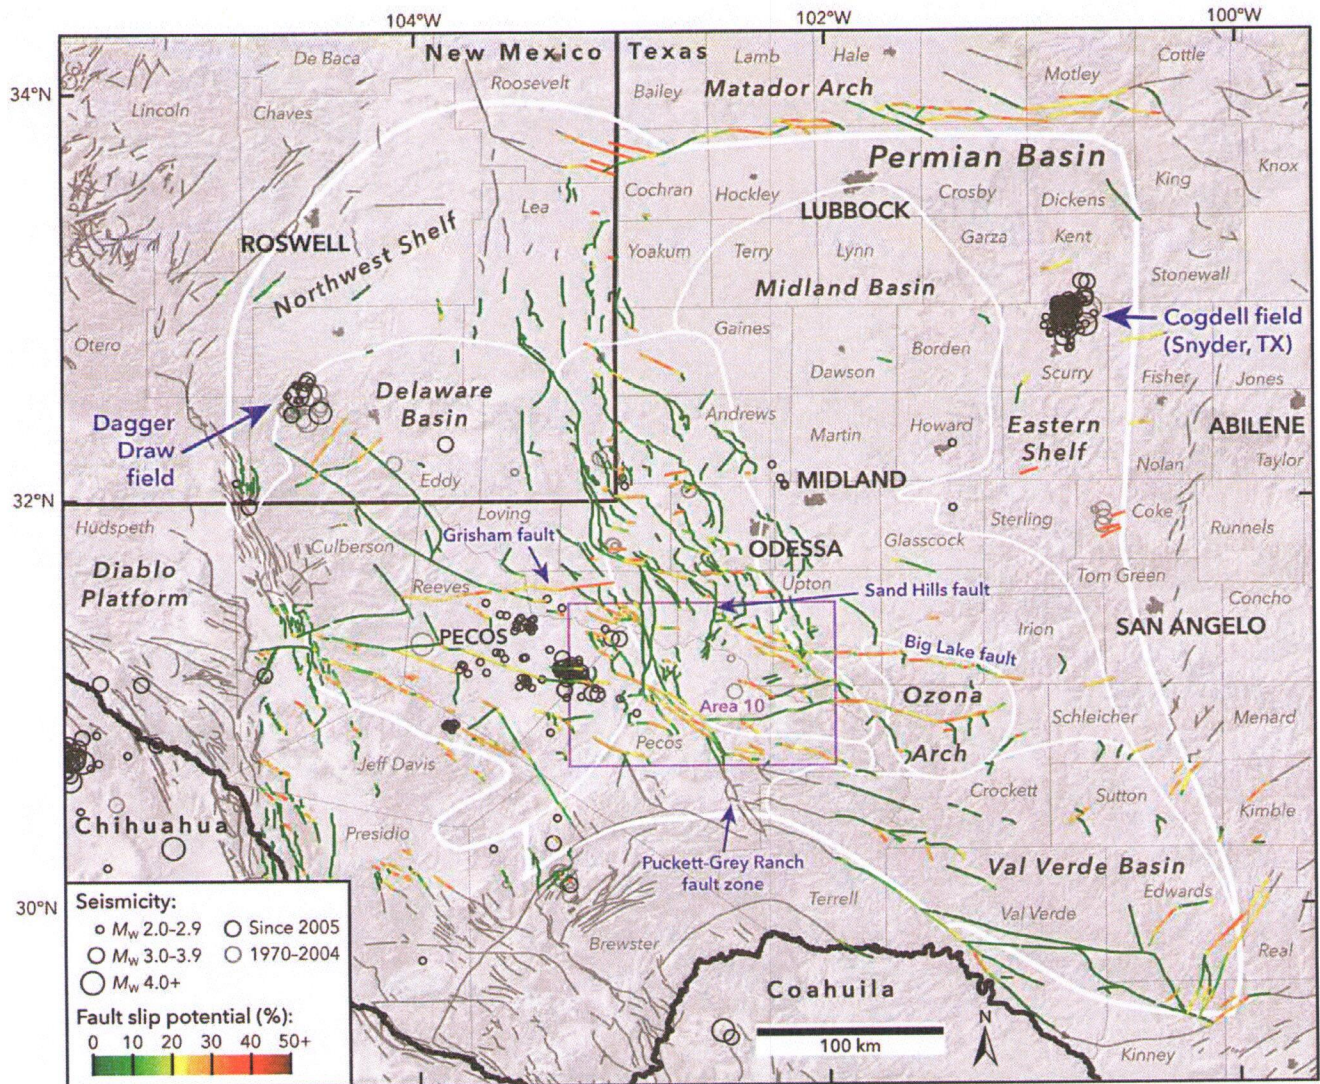 104°W
102°W
100°W
New Mexico
Texas
De Baca
Roosevelt
Lamb
Hale
Cottle
Motley
Bailey
Matador Arch
34°N
Lincoln
Chaves
Permian Basin
Knox
King
Cochran
Hockley
Crosby
Dickens
Lea
LUBBOCK
ROSWELL
Northwest Shelf
Yoakum
Terry
Lynn
Garza
Kent
Stonewall
Midland Basin
Otero
Gaines
Cogdell field
(Snyder, TX)
Borden
Dawson
Scurry
Fisher
Jones
Delaware
Basin
Dagger
Draw
field
Andrews
Martin
Howard
Eastern
Shelf
ABILENE
Nolan
Taylor
Eddy
MIDLAND
32°N
Hudspeth
Loving
Sterling
Coke
Runnels
Grisham fault
Culberson
ODESSA
Glasscock
Diablo
Platform
Reeves
Upton
Sand Hills fault
Tom Green
Concho
PECOS
Irion
SAN ANGELO
Big Lake fault
Area 10
Ozona
Arch
Schleicher
Menard
Pecos
Jeff Davis
Crockett
Sutton
Kimble
Chihuahua
Presidio
Puckett-Grey Ranch
fault zone
Val Verde Basin
Edwards
30°N
Terrell
Val Verde
Real
Brewster
Coahuila
N
100 km
Kinney
Seismicity:
Mw 2.0-2.9
Since 2005
Mw 3.0-3.9
1970-2004
Mw 4.0+
Fault slip potential (%):
0 10 20 30 40 50+